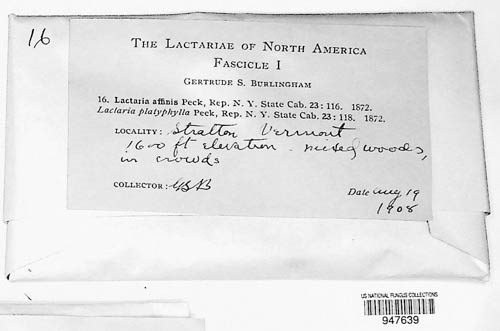 16
THE LACTARIAE OF NORTH AMERICA
FASCICLE I
GERTRUDE S. BURLINGHAM
16. Lactaria affinis Peck, Rep. N. Y. State Cab. 23: 116. 1872.
Lactaria platyphylla Peck, Rep. N. Y. State Cab. 23: 118. 1872.
LOCALITY: Stratton Vermont
1600 ft elevation. mixed woods,
in crowds
COLLECTOR: GSB
Date Aug 19
1908
US NATIONAL FUNGUS COLLECTIONS
947639